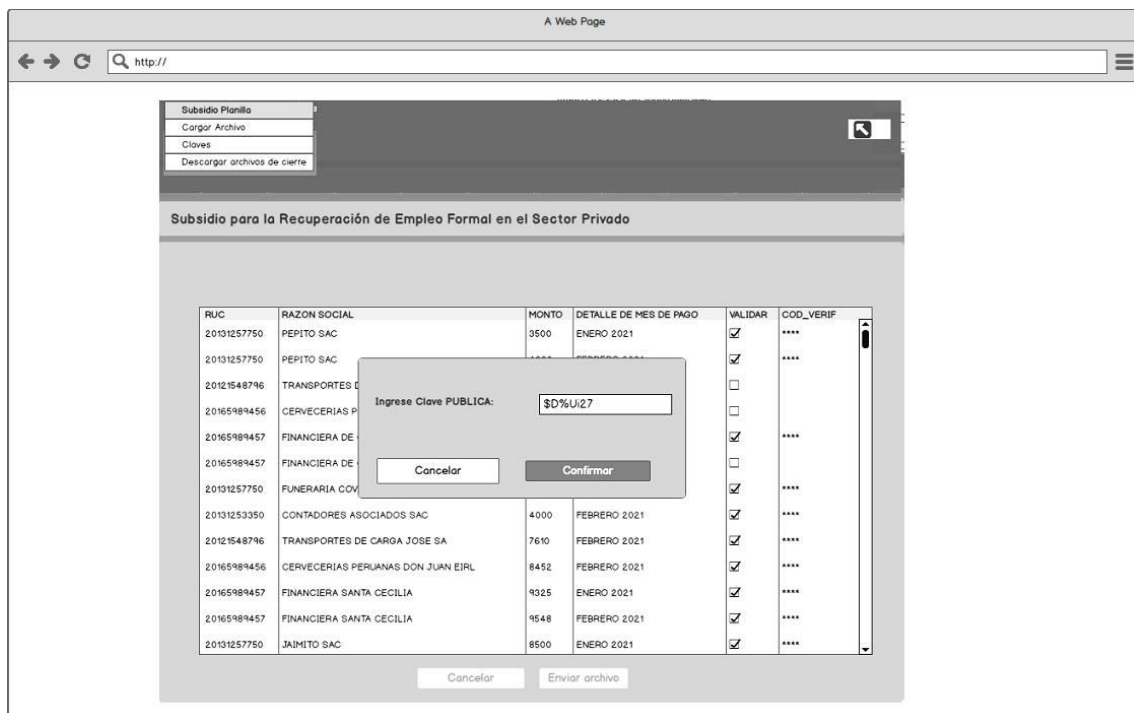 A Web Page
http://
Subsidio Planilla
Cargar Archivo
Claves
Descargar archivos de cierre
Subsidio para la Recuperación de Empleo Formal en el Sector Privado
RUC RAZON SOCIAL MONTO DETALLE DE MES DE PAGO VALIDAR COD_VERIF
20131257750 PEPITO SAC 3500 ENERO 2021 ****
20131257750 PEPITO SAC ****
20121548796 TRANSPORTES
20165989456 CERVECERIAS
20165989457 FINANCIERA DE ****
20165989457 FINANCIERA DE
20131257750 FUNERARIA ****
20131253350 CONTADORES ASOCIADOS SAC 4000 FEBRERO 2021 ****
20121548796 TRANSPORTES DE CARGA JOSE SA 7610 FEBRERO 2021 ****
20165989456 CERVECERIAS PERUANAS DON JUAN EIRL 8452 FEBRERO 2021 ****
20165989457 FINANCIERA SANTA CECILIA 9325 ENERO 2021 ****
20165989457 FINANCIERA SANTA CECILIA 9548 FEBRERO 2021 ****
20131257750 JAIMITO SAC 8500 ENERO 2021 ****
Ingrese Clave PUBLICA: $D%Ui27
Cancelar Confirmar
Cancelar Enviar archivo